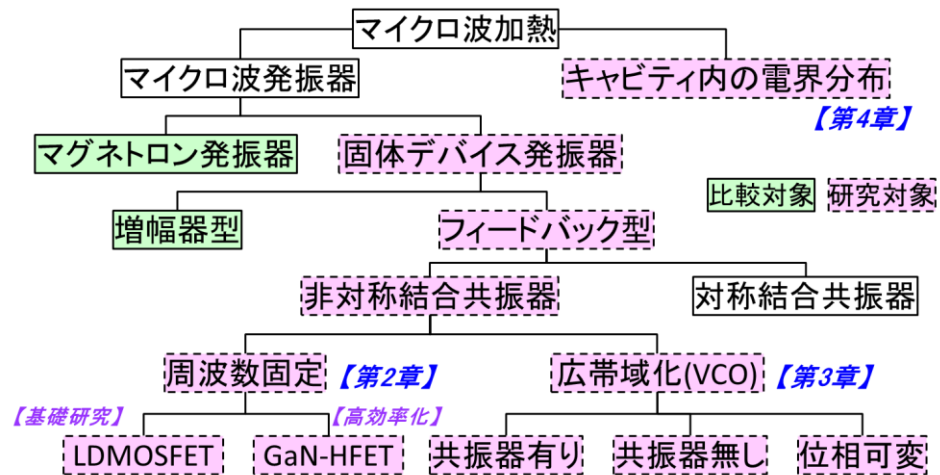 マイクロ波加熱
マイクロ波発振器
キャビティ内の電界分布
【第4章】
マグネトロン発振器
固体デバイス発振器
比較対象
研究対象
増幅器型
フィードバック型
非対称結合共振器
対称結合共振器
周波数固定
【第2章】
広帯域化(VCO)
【第3章】
【基礎研究】
【高効率化】
LDMOSFET
GaN-HFET
共振器有り
共振器無し
位相可変